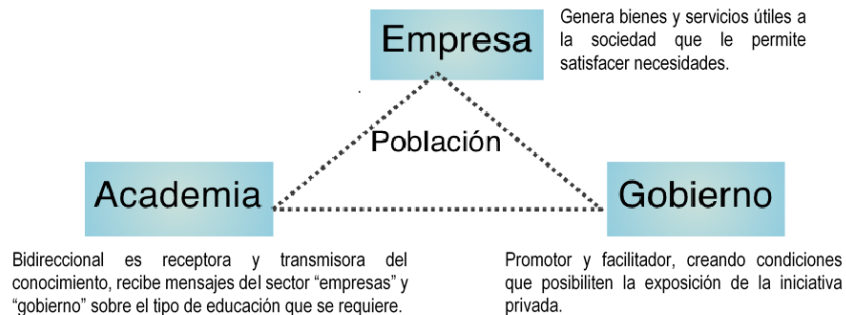 Empresa
Genera bienes y servicios útiles a
la sociedad que le permite
satisfacer necesidades.
Población
Academia
Gobierno
Bidireccional es receptora y transmisora del
conocimiento, recibe mensajes del sector “empresas” y
“gobierno” sobre el tipo de educación que se requiere.
Promotor y facilitador, creando condiciones
que posibiliten la exposición de la iniciativa
privada.